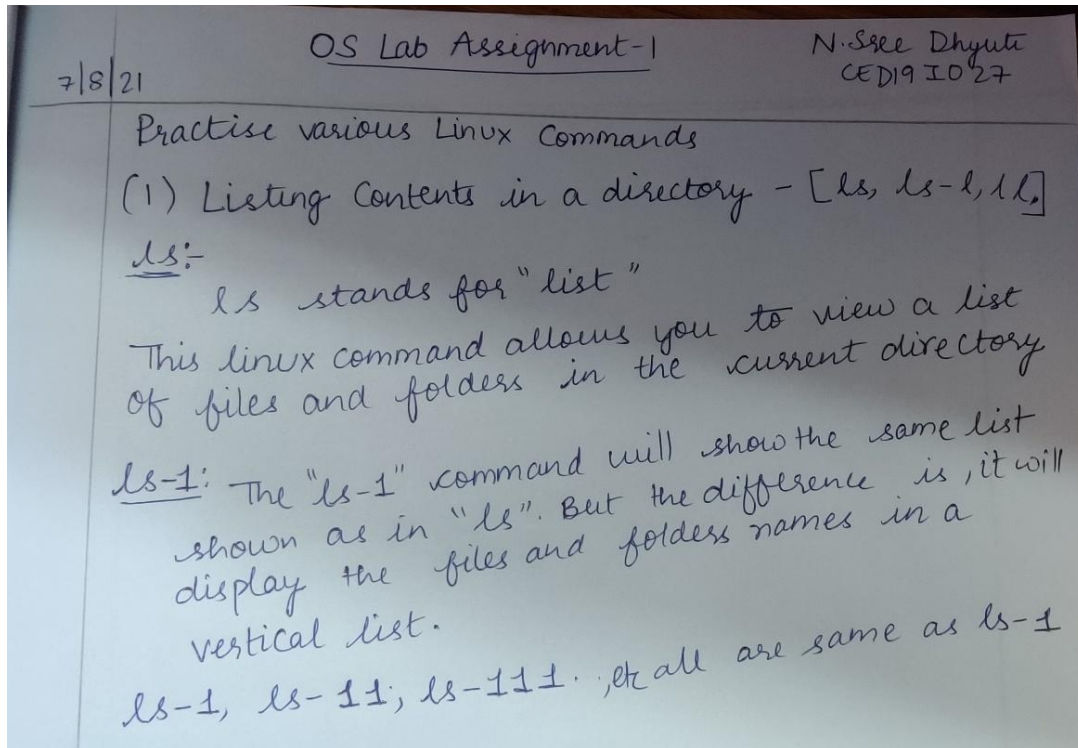 OS Lab Assignment-1
N. Sree Dhyuti
CED19I027
7/8/21
Practise various Linux Commands
(1) Listing Contents in a directory - [ls, ls-l, ll.]
ls:-
ls stands for "list"
This linux command allows you to view a list
of files and folders in the current directory
ls-1: The "ls-1" command will show the same list
shown as in "ls". But the difference is, it will
display the files and folders names in a
vertical list.
ls-1, ls-11, ls-111. , etc all are same as ls-1